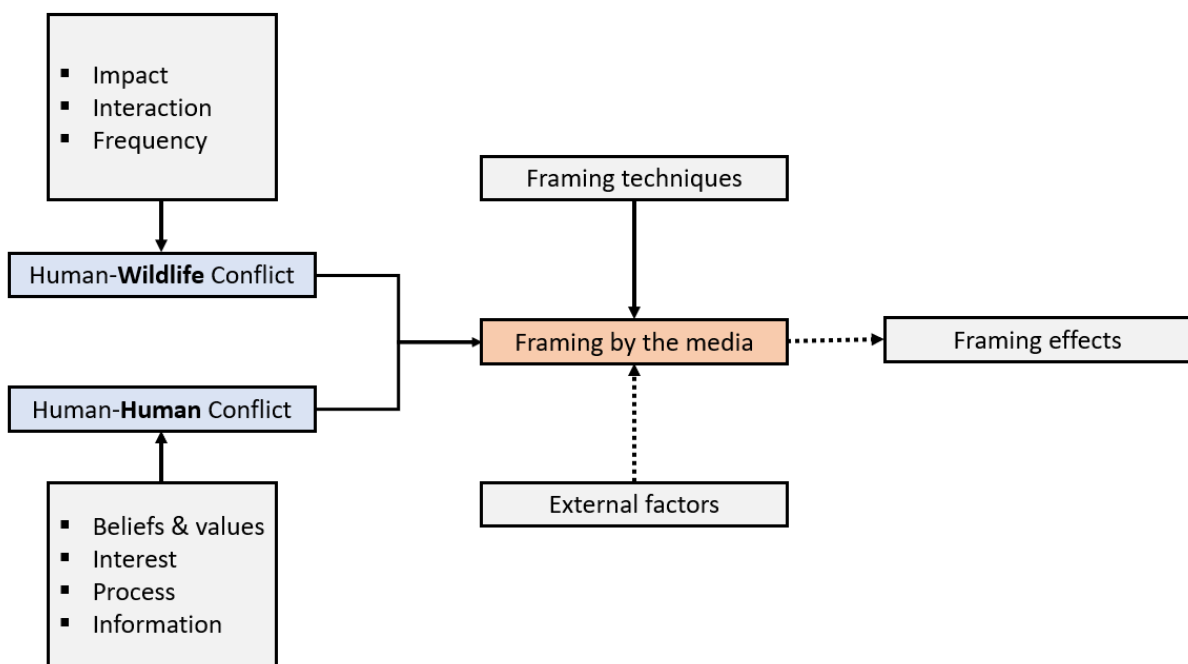 ▪ Impact
▪ Interaction
▪ Frequency
Framing techniques
Human-Wildlife Conflict
Framing by the media
Framing effects
Human-Human Conflict
External factors
▪ Beliefs & values
▪ Interest
▪ Process
▪ Information